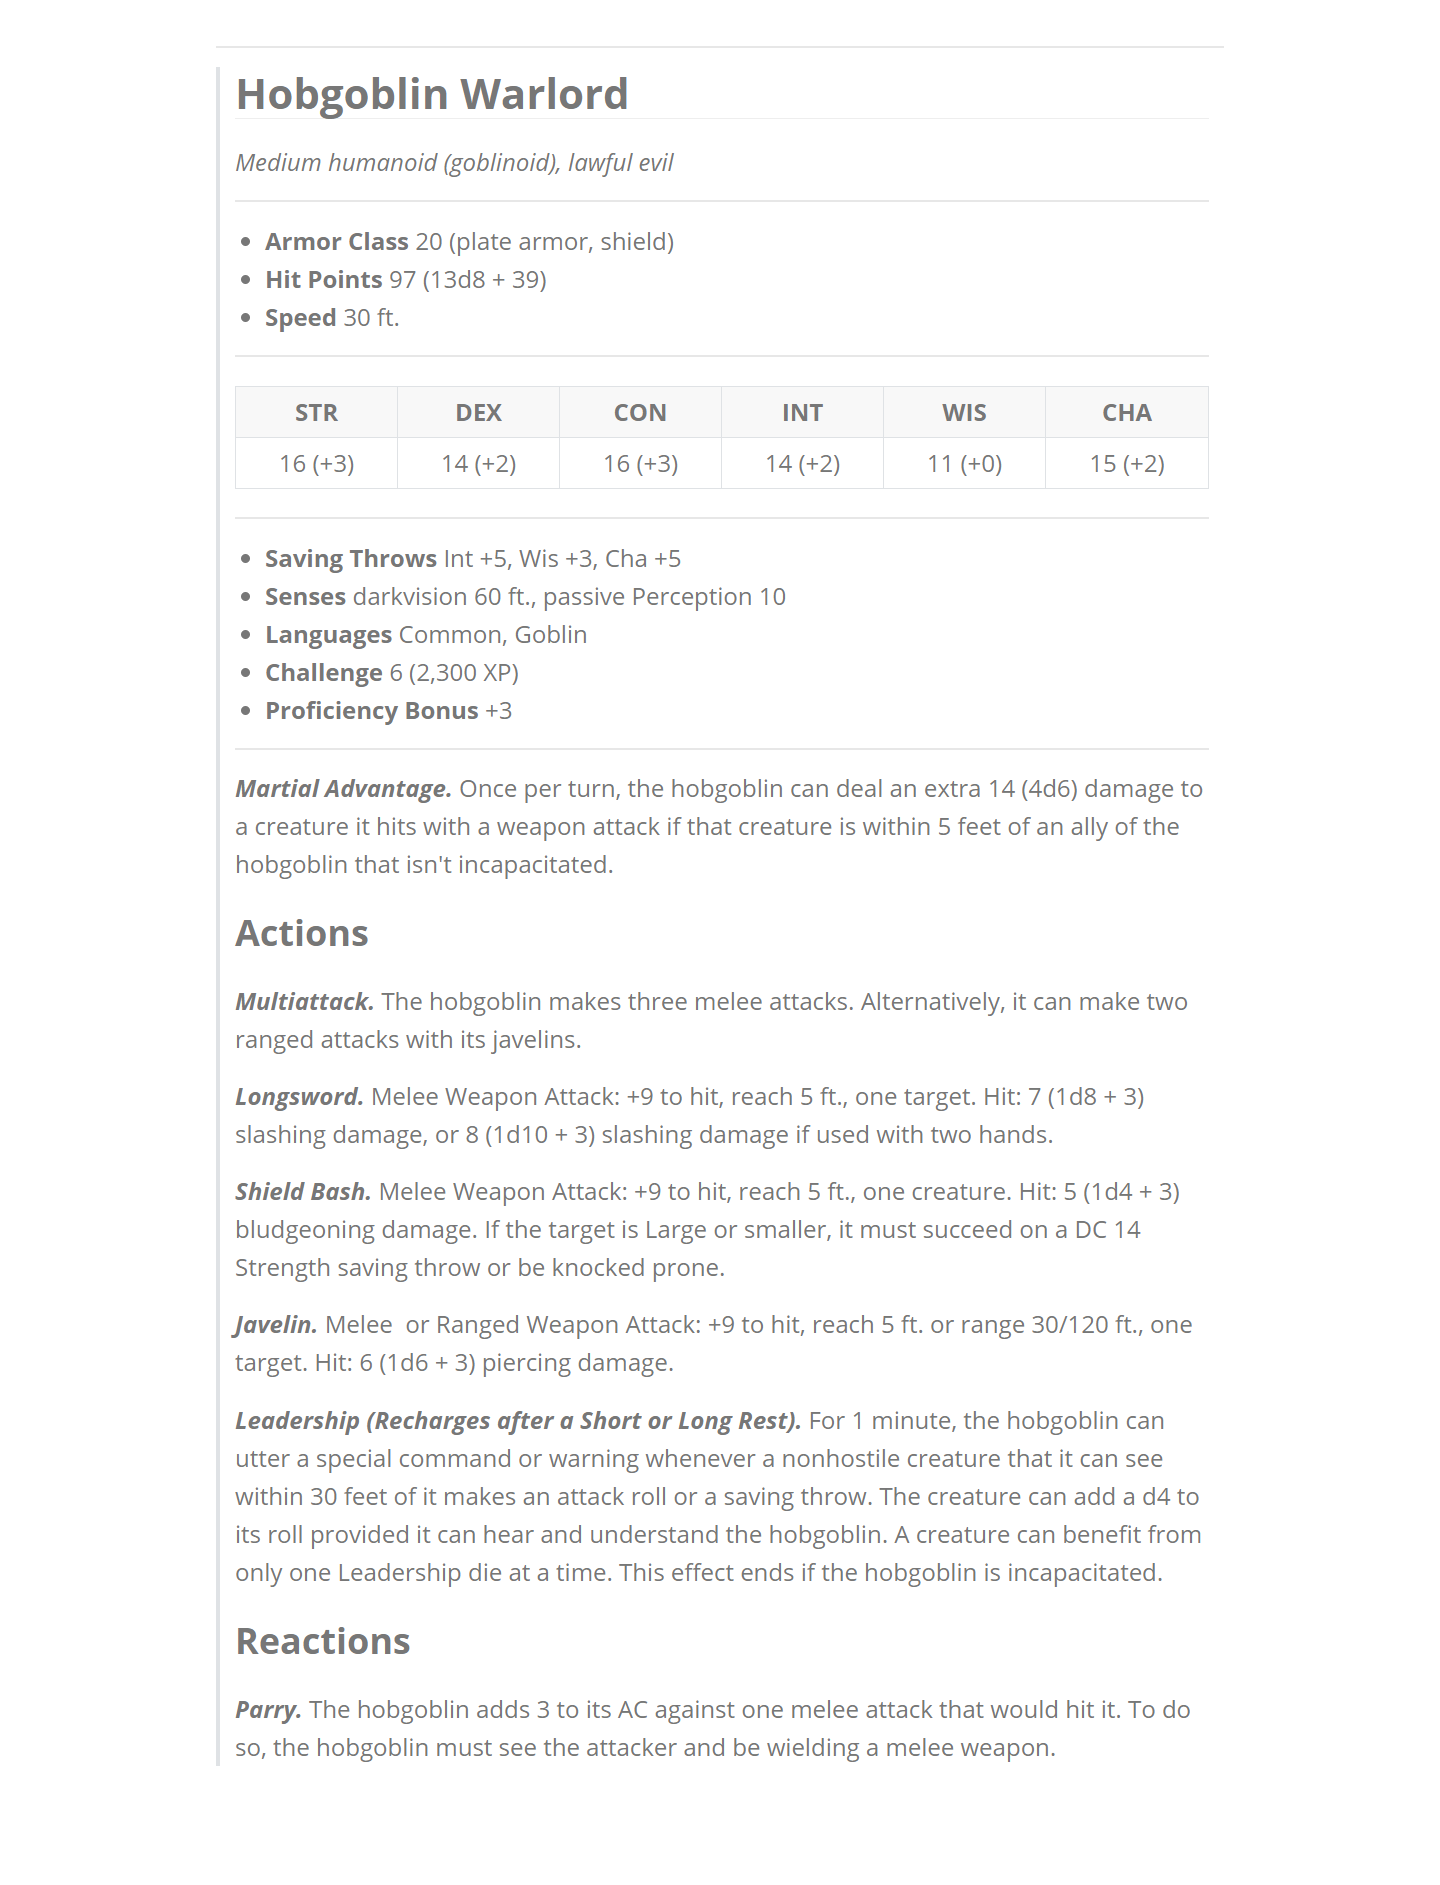 Hobgoblin Warlord
Medium humanoid (goblinoid), lawful evil
• Armor Class 20 (plate armor, shield)
• Hit Points 97 (13d8 + 39)
• Speed 30 ft.
STR DEX CON INT WIS CHA
16 (+3) 14 (+2) 16 (+3) 14 (+2) 11 (+0) 15 (+2)
• Saving Throws Int +5, Wis +3, Cha +5
• Senses darkvision 60 ft., passive Perception 10
• Languages Common, Goblin
• Challenge 6 (2,300 XP)
• Proficiency Bonus +3
Martial Advantage. Once per turn, the hobgoblin can deal an extra 14 (4d6) damage to
a creature it hits with a weapon attack if that creature is within 5 feet of an ally of the
hobgoblin that isn't incapacitated.
Actions
Multiattack. The hobgoblin makes three melee attacks. Alternatively, it can make two
ranged attacks with its javelins.
Longsword. Melee Weapon Attack: +9 to hit, reach 5 ft., one target. Hit: 7 (1d8 + 3)
slashing damage, or 8 (1d10 + 3) slashing damage if used with two hands.
Shield Bash. Melee Weapon Attack: +9 to hit, reach 5 ft., one creature. Hit: 5 (1d4 + 3)
bludgeoning damage. If the target is Large or smaller, it must succeed on a DC 14
Strength saving throw or be knocked prone.
Javelin. Melee  or Ranged Weapon Attack: +9 to hit, reach 5 ft. or range 30/120 ft., one
target. Hit: 6 (1d6 + 3) piercing damage.
Leadership (Recharges after a Short or Long Rest). For 1 minute, the hobgoblin can
utter a special command or warning whenever a nonhostile creature that it can see
within 30 feet of it makes an attack roll or a saving throw. The creature can add a d4 to
its roll provided it can hear and understand the hobgoblin. A creature can benefit from
only one Leadership die at a time. This effect ends if the hobgoblin is incapacitated.
Reactions
Parry. The hobgoblin adds 3 to its AC against one melee attack that would hit it. To do
so, the hobgoblin must see the attacker and be wielding a melee weapon.